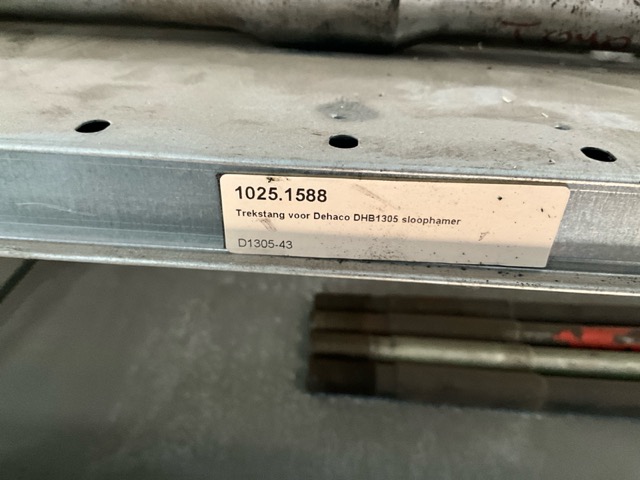 1025.1588
Trekstang voor Dehaco DHB1305 sloophamer
D1305-43